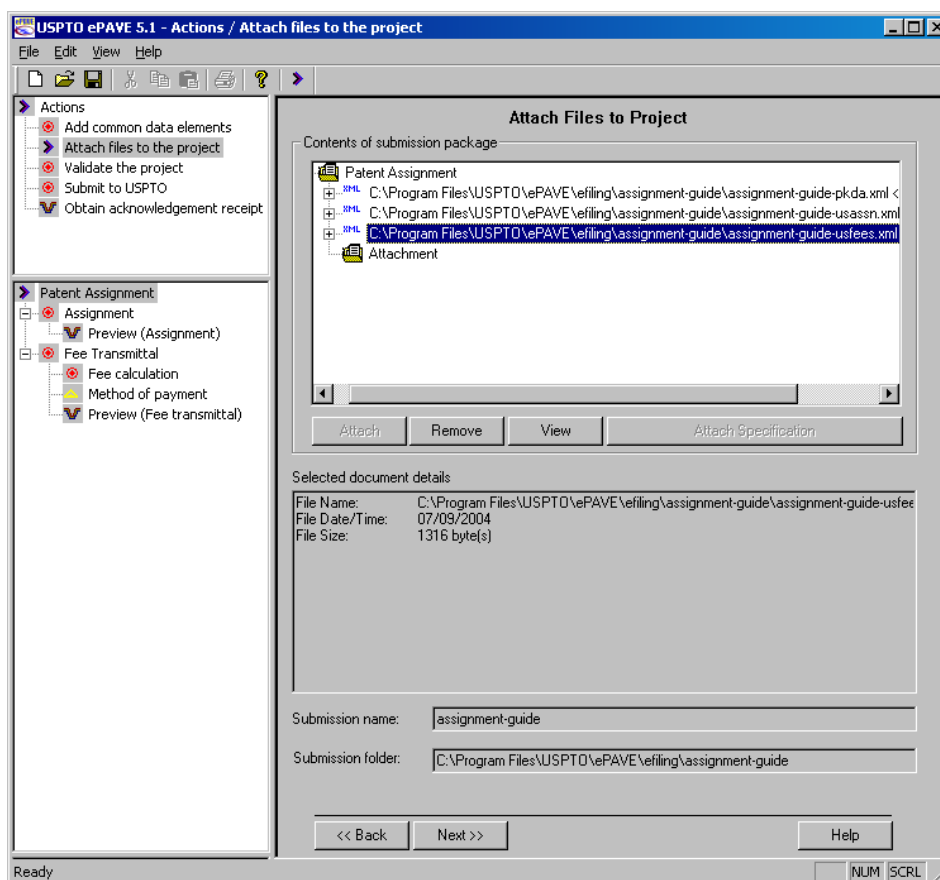 USPTO ePAVE 5.1 - Actions / Attach files to the project
File Edit View Help
Actions
Add common data elements
Attach files to the project
Validate the project
Submit to USPTO
Obtain acknowledgement receipt
Patent Assignment
Assignment
Preview (Assignment)
Fee Transmittal
Fee calculation
Method of payment
Preview (Fee transmittal)
Attach Files to Project
Contents of submission package
Patent Assignment
XML C:\Program Files\USPTO\ePAVE\efiling\assignment-guide\assignment-guide-pkda.xml <
XML C:\Program Files\USPTO\ePAVE\efiling\assignment-guide\assignment-guide-usassn.xml
XML C:\Program Files\USPTO\ePAVE\efiling\assignment-guide\assignment-guide-usfees.xml
Attachment
Attach Remove View Attach Specification
Selected document details
File Name: C:\Program Files\USPTO\ePAVE\efiling\assignment-guide\assignment-guide-usfee
File Date/Time: 07/09/2004
File Size: 1316 byte(s)
Submission name: assignment-guide
Submission folder: C:\Program Files\USPTO\ePAVE\efiling\assignment-guide
<< Back Next >> Help
Ready NUM SCRL